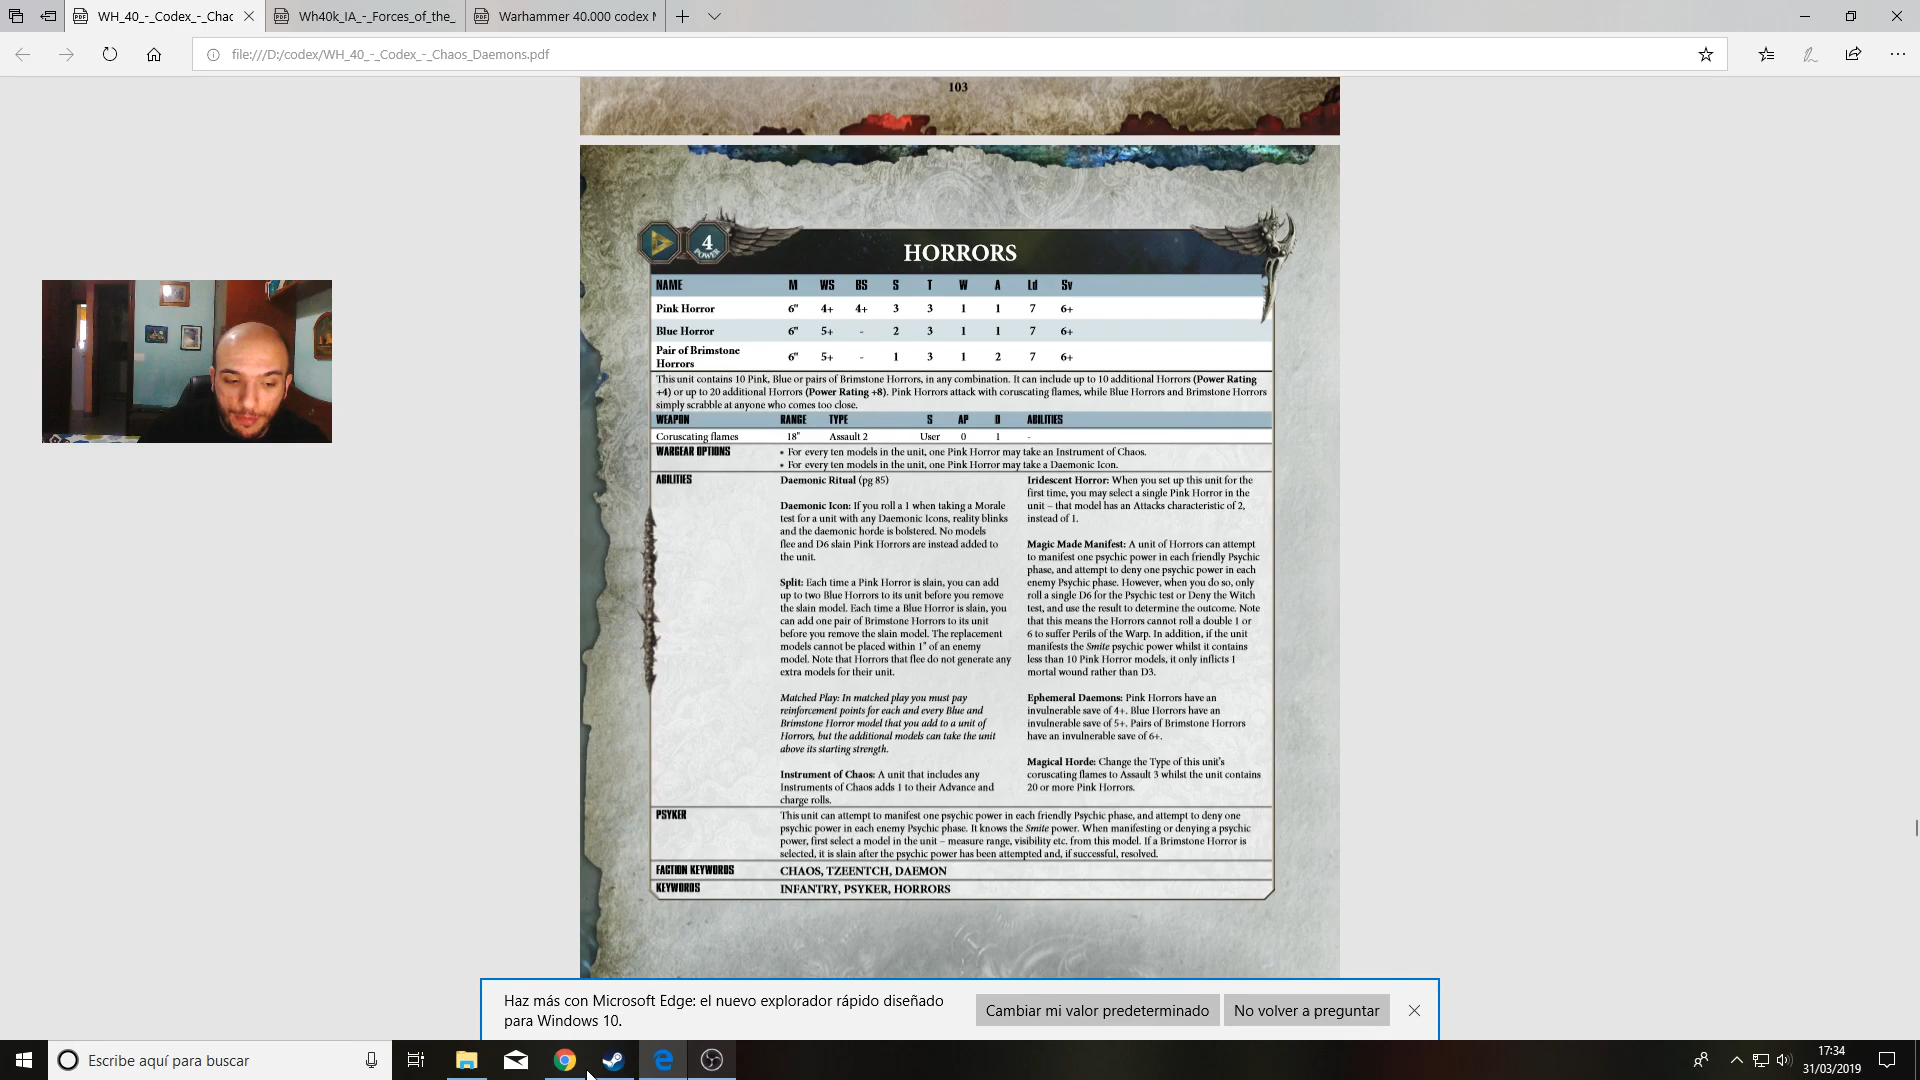 WH_40_-_Codex_-_Chac
Wh40k_IA_-_Forces_of_the_
Warhammer 40.000 codex
file:///D:/codex/WH_40_-_Codex_-_Chaos_Daemons.pdf
103
4
POWER
HORRORS
NAME M WS BS S T W A Ld Sv
Pink Horror 6" 4+ 4+ 3 3 1 1 7 6+
Blue Horror 6" 5+ - 2 3 1 1 7 6+
Pair of Brimstone
Horrors 6" 5+ - 1 3 1 2 7 6+
This unit contains 10 Pink, Blue or pairs of Brimstone Horrors, in any combination. It can include up to 10 additional Horrors (Power Rating
+4) or up to 20 additional Horrors (Power Rating +8). Pink Horrors attack with coruscating flames, while Blue Horrors and Brimstone Horrors
simply scrabble at anyone who comes too close.
WEAPON RANGE TYPE S AP D ABILITIES
Coruscating flames 18" Assault 2 User 0 1 -
WARGEAR OPTIONS
• For every ten models in the unit, one Pink Horror may take an Instrument of Chaos.
• For every ten models in the unit, one Pink Horror may take a Daemonic Icon.
ABILITIES
Daemonic Ritual (pg 85)
Daemonic Icon: If you roll a 1 when taking a Morale
test for a unit with any Daemonic Icons, reality blinks
and the daemonic horde is bolstered. No models
flee and D6 slain Pink Horrors are instead added to
the unit.
Split: Each time a Pink Horror is slain, you can add
up to two Blue Horrors to its unit before you remove
the slain model. Each time a Blue Horror is slain, you
can add one pair of Brimstone Horrors to its unit
before you remove the slain model. The replacement
models cannot be placed within 1" of an enemy
model. Note that Horrors that flee do not generate any
extra models for their unit.
Matched Play: In matched play you must pay
reinforcement points for each and every Blue and
Brimstone Horror model that you add to a unit of
Horrors, but the additional models can take the unit
above its starting strength.
Instrument of Chaos: A unit that includes any
Instruments of Chaos adds 1 to their Advance and
charge rolls.
Iridescent Horror: When you set up this unit for the
first time, you may select a single Pink Horror in the
unit – that model has an Attacks characteristic of 2,
instead of 1.
Magic Made Manifest: A unit of Horrors can attempt
to manifest one psychic power in each friendly Psychic
phase, and attempt to deny one psychic power in each
enemy Psychic phase. However, when you do so, only
roll a single D6 for the Psychic test or Deny the Witch
test, and use the result to determine the outcome. Note
that this means the Horrors cannot roll a double 1 or
6 to suffer Perils of the Warp. In addition, if the unit
manifests the Smite psychic power whilst it contains
less than 10 Pink Horror models, it only inflicts 1
mortal wound rather than D3.
Ephemeral Daemons: Pink Horrors have an
invulnerable save of 4+. Blue Horrors have an
invulnerable save of 5+. Pairs of Brimstone Horrors
have an invulnerable save of 6+.
Magical Horde: Change the Type of this unit's
coruscating flames to Assault 3 whilst the unit contains
20 or more Pink Horrors.
PSYKER
This unit can attempt to manifest one psychic power in each friendly Psychic phase, and attempt to deny one
psychic power in each enemy Psychic phase. It knows the Smite power. When manifesting or denying a psychic
power, first select a model in the unit – measure range, visibility etc. from this model. If a Brimstone Horror is
selected, it is slain after the psychic power has been attempted and, if successful, resolved.
FACTION KEYWORDS CHAOS, TZEENTCH, DAEMON
KEYWORDS INFANTRY, PSYKER, HORRORS
Haz más con Microsoft Edge: el nuevo explorador rápido diseñado
para Windows 10.
Cambiar mi valor predeterminado
No volver a preguntar
Escribe aquí para buscar
17:34
31/03/2019